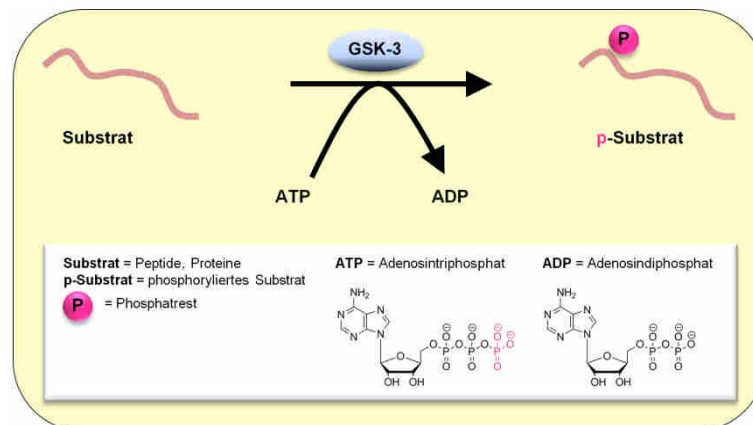 GSK-3
P
Substrat
p-Substrat
ATP
ADP
Substrat = Peptide, Proteine
p-Substrat = phosphoryliertes Substrat
P = Phosphatrest
ATP = Adenosintriphosphat
NH₂
N
N
N
N
O
O
P
O
O
P
O
O
P
O
O
O
O
O
OH OH
ADP = Adenosindiphosphat
NH₂
N
N
N
N
O
O
P
O
O
P
O
O
O
O
OH OH